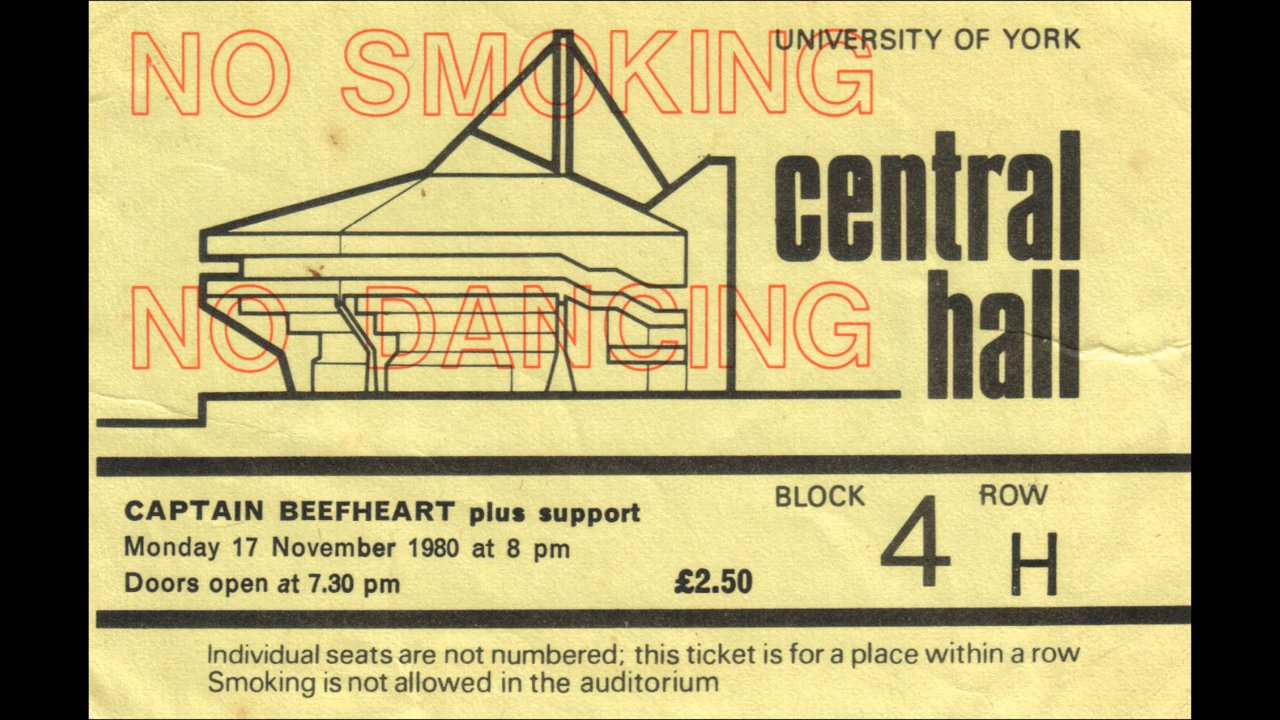 NO SMOKING
UNIVERSITY OF YORK
central
hall
NO DANCING
CAPTAIN BEEFHEART plus support
Monday 17 November 1980 at 8 pm
Doors open at 7.30 pm
£2.50
BLOCK 4
ROW H
Individual seats are not numbered; this ticket is for a place within a row
Smoking is not allowed in the auditorium